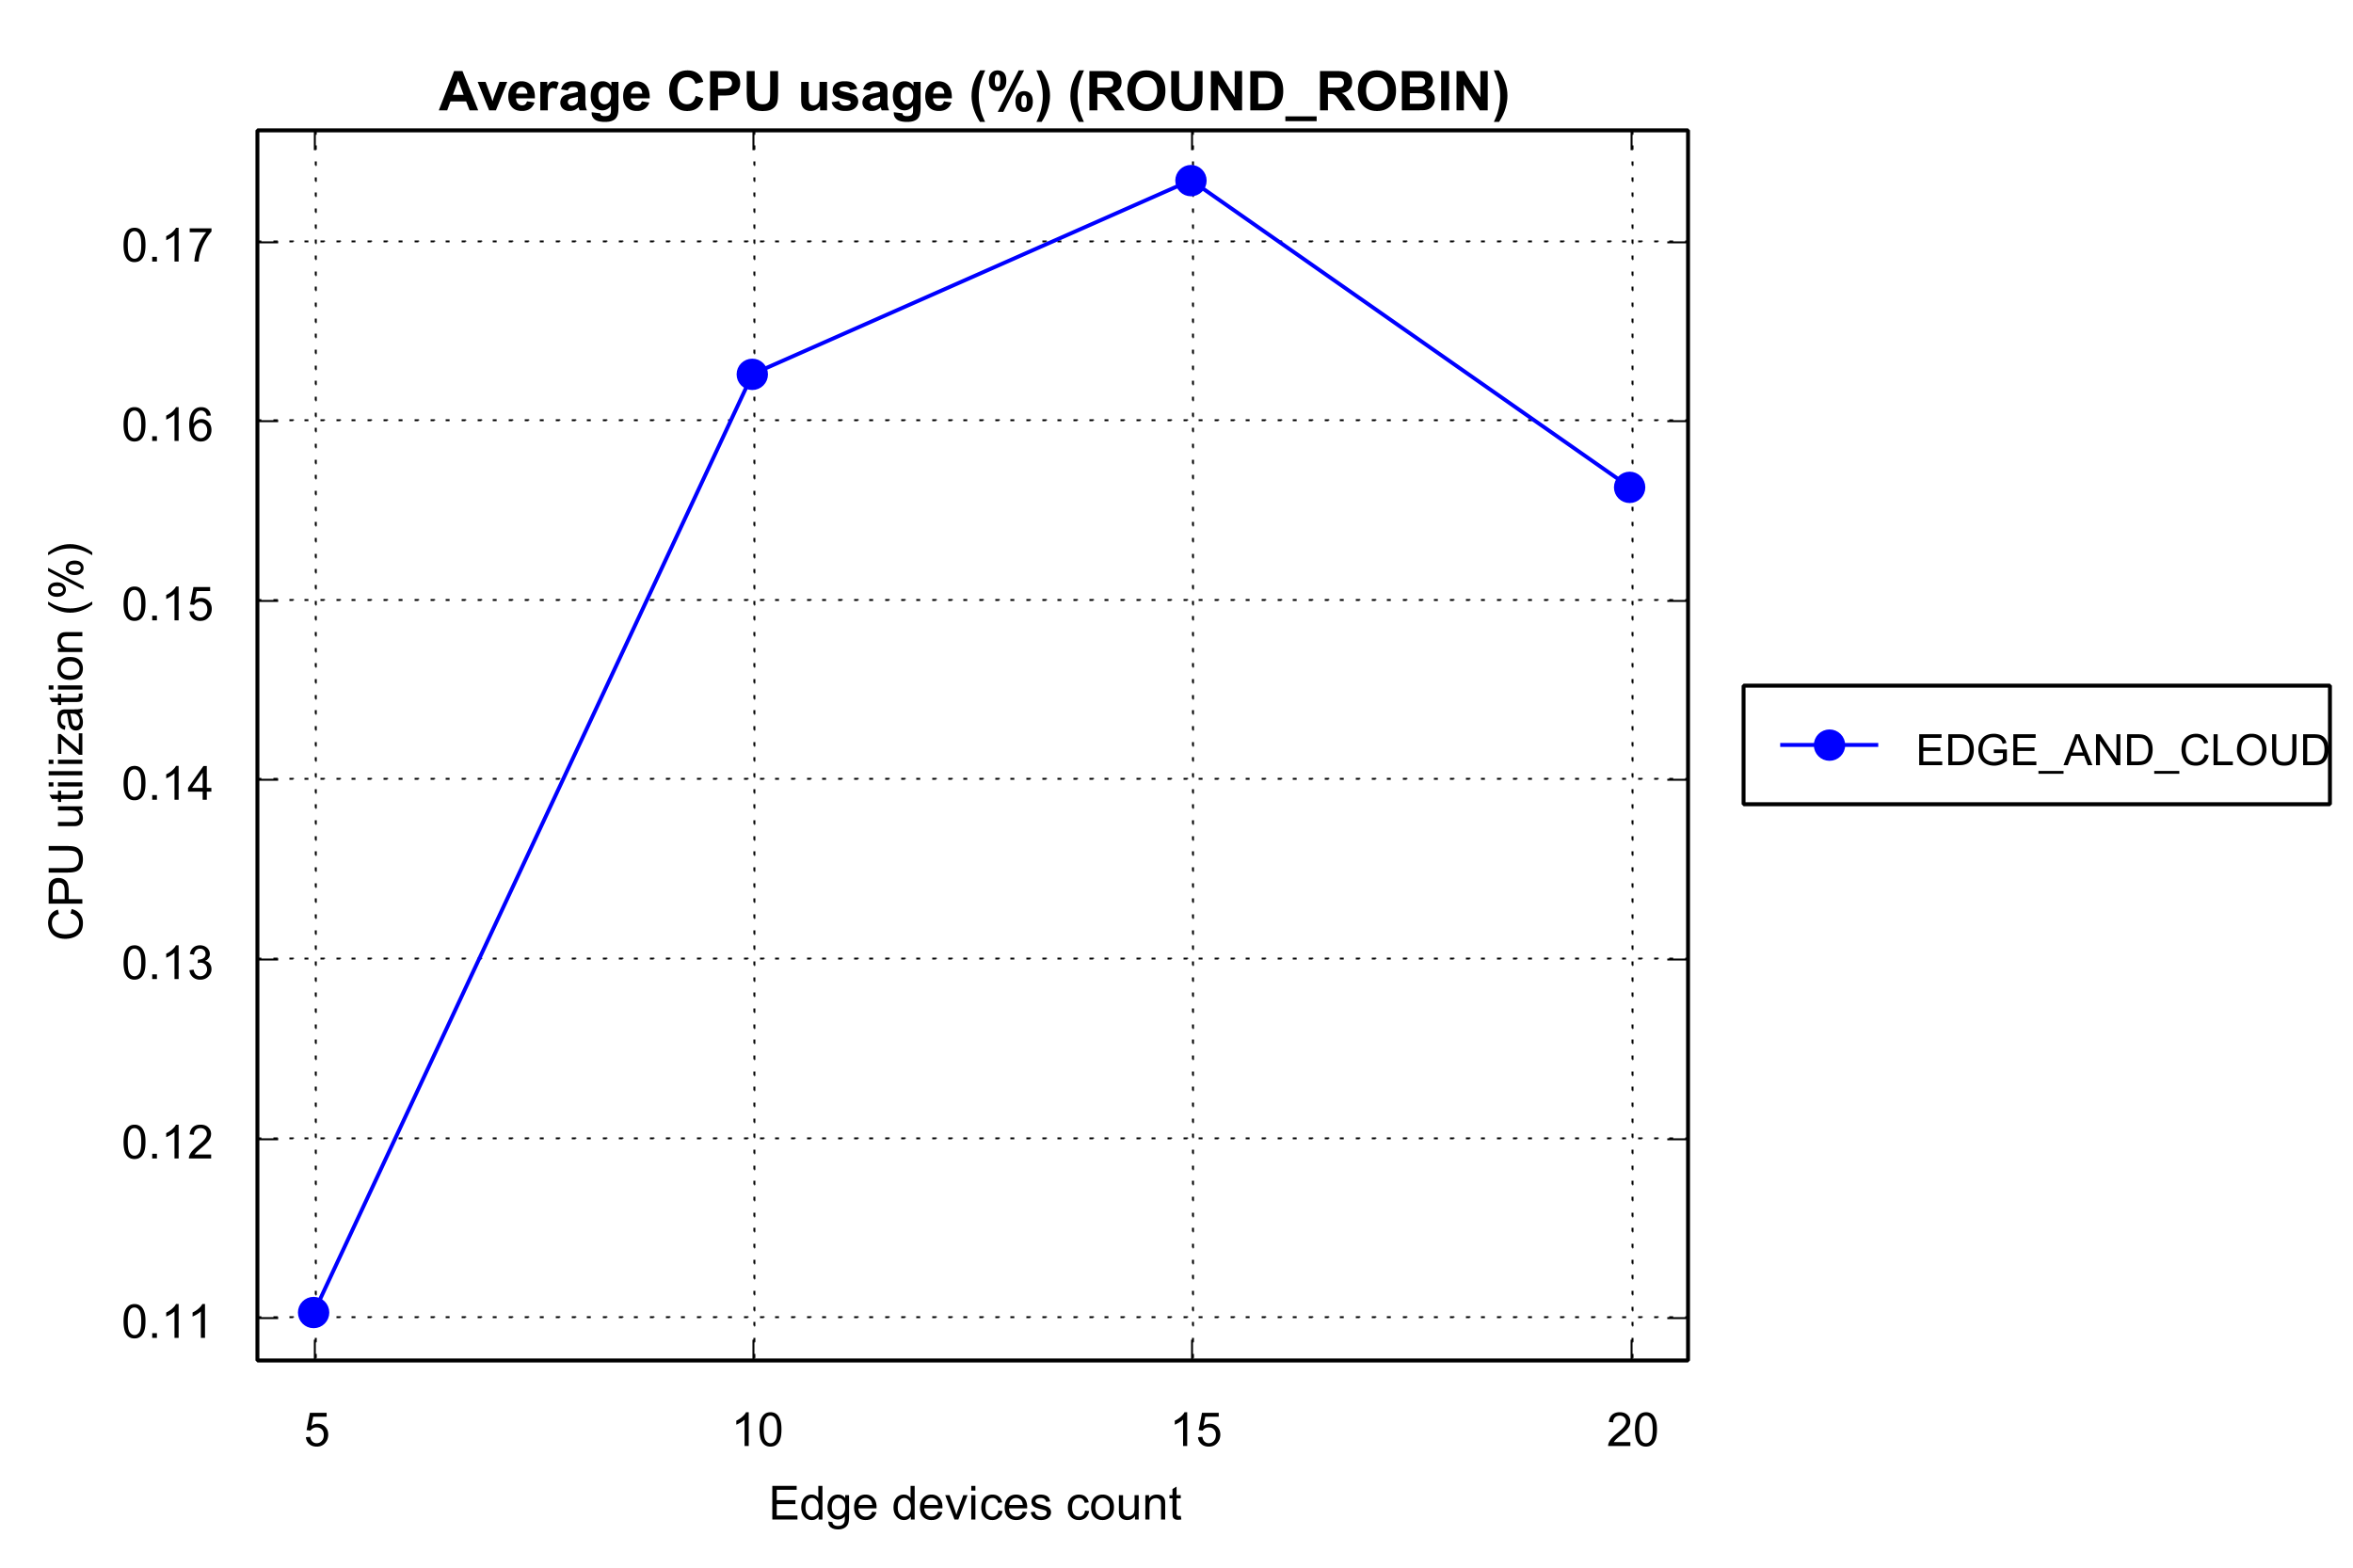 Average CPU usage (%) (ROUND_ROBIN)
0.17
0.16
0.15
0.14
0.13
0.12
0.11
CPU utilization (%)
5 10 15 20
Edge devices count
EDGE_AND_CLOUD